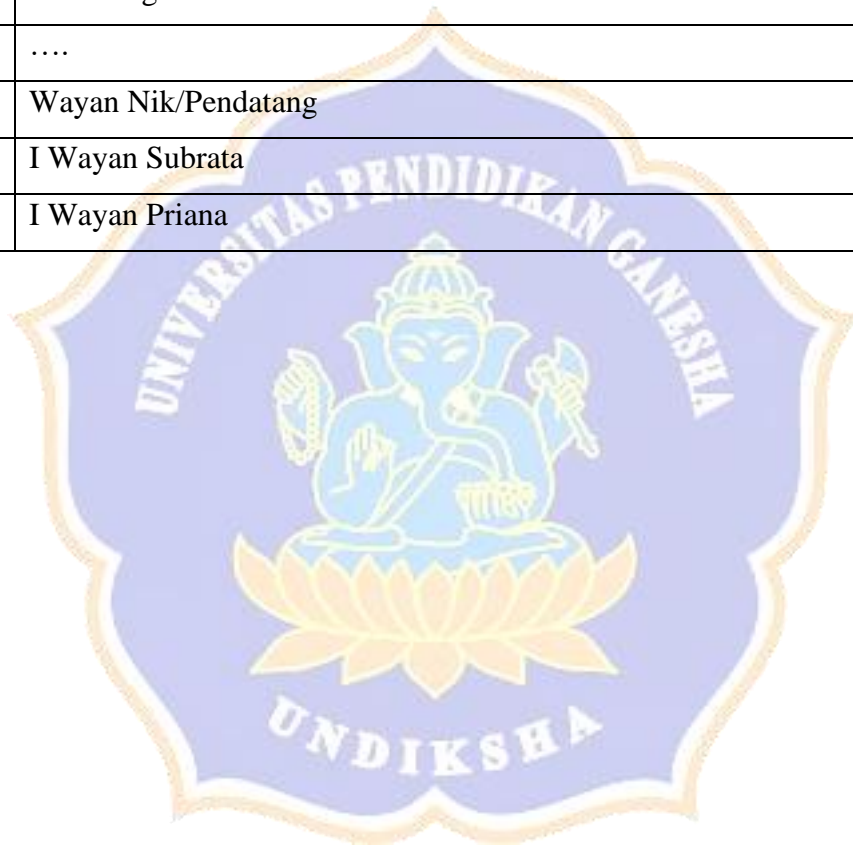 ….
Wayan Nik/Pendatang
I Wayan Subrata
I Wayan Priana
UNIVERSITAS PENDIDIKAN GANESHA
UNDIKSHA